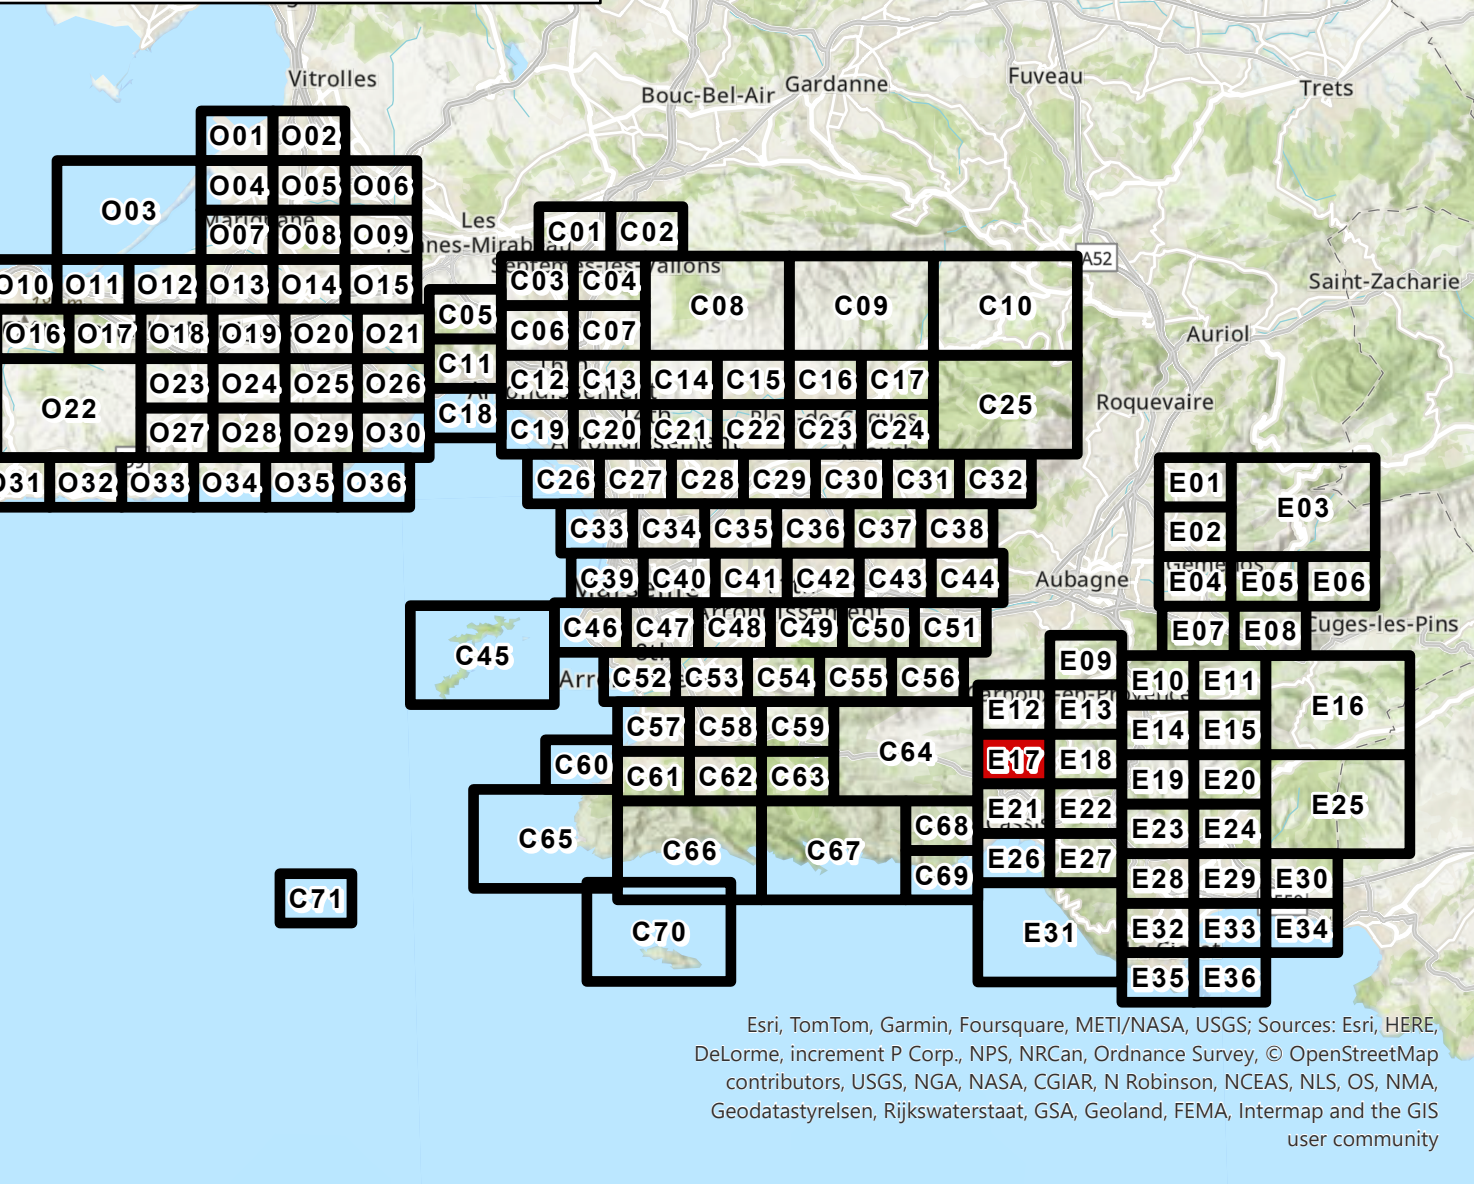 Vitrolles
Bouc-Bel-Air
Gardanne
Fuveau
Trets
O01 O02
O03
O04 O05 O06
Marignane
Les
O07 O08 O09
C01 C02
A52
O10 O11 O12 O13 O14 O15
C03 C04
C08 C09 C10
Saint-Zacharie
C05
O16 O17 O18 O19 O20 O21
C06 C07
Auriol
C11
O22
O23 O24 O25 O26
C12 C13 C14 C15 C16 C17
C25
Roquevaire
C18
O27 O28 O29 O30
C19 C20 C21 C22 C23 C24
O31 O32 O33 O34 O35 O36
C26 C27 C28 C29 C30 C31 C32
E01
E03
C33 C34 C35 C36 C37 C38
E02
C39 C40 C41 C42 C43 C44
Aubagne
E04 E05 E06
C45
C46 C47 C48 C49 C50 C51
E07 E08
Cuges-les-Pins
C52 C53 C54 C55 C56
E09
E10 E11
E16
C57 C58 C59
C64
E12 E13
E14 E15
C60
C61 C62 C63
E17 E18
E19 E20
E25
C65
C66 C67
C68
E21 E22
E23 E24
C69
E26 E27
E28 E29 E30
C71
C70
E31
E32 E33 E34
E35 E36
Esri, TomTom, Garmin, Foursquare, METI/NASA, USGS; Sources: Esri, HERE,
DeLorme, increment P Corp., NPS, NRCan, Ordnance Survey, © OpenStreetMap
contributors, USGS, NGA, NASA, CGIAR, N Robinson, NCEAS, NLS, OS, NMA,
Geodatastyrelsen, Rijkswaterstaat, GSA, Geoland, FEMA, Intermap and the GIS
user community